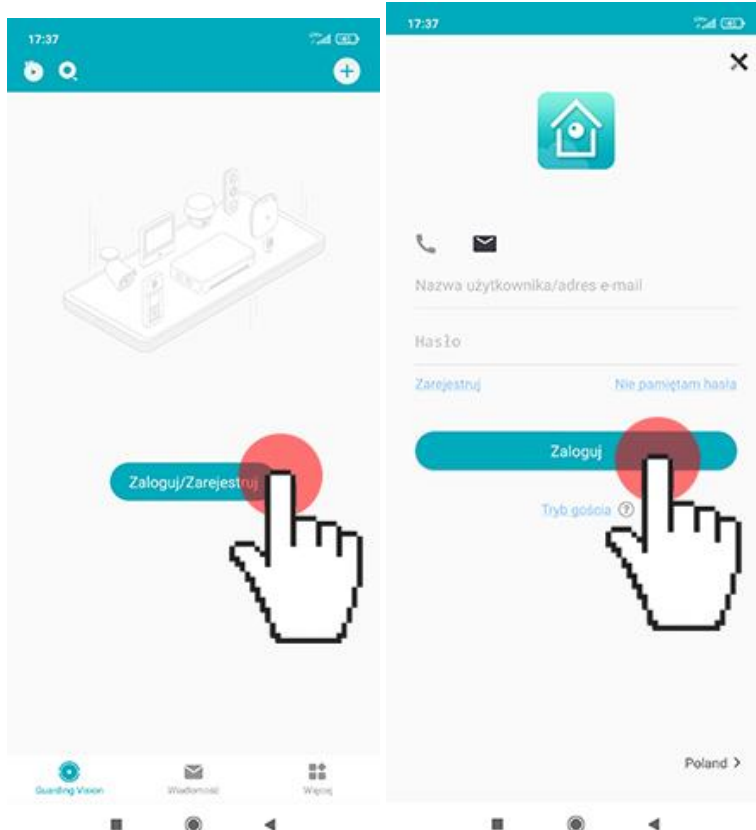 17:37
Zaloguj/Zarejestruj
Guarding Vision
Wiadomość
Więcej
17:37
Nazwa użytkownika/adres e-mail
Hasło
Zarejestruj
Nie pamiętam hasła
Zaloguj
Tryb gościa ?
Poland >